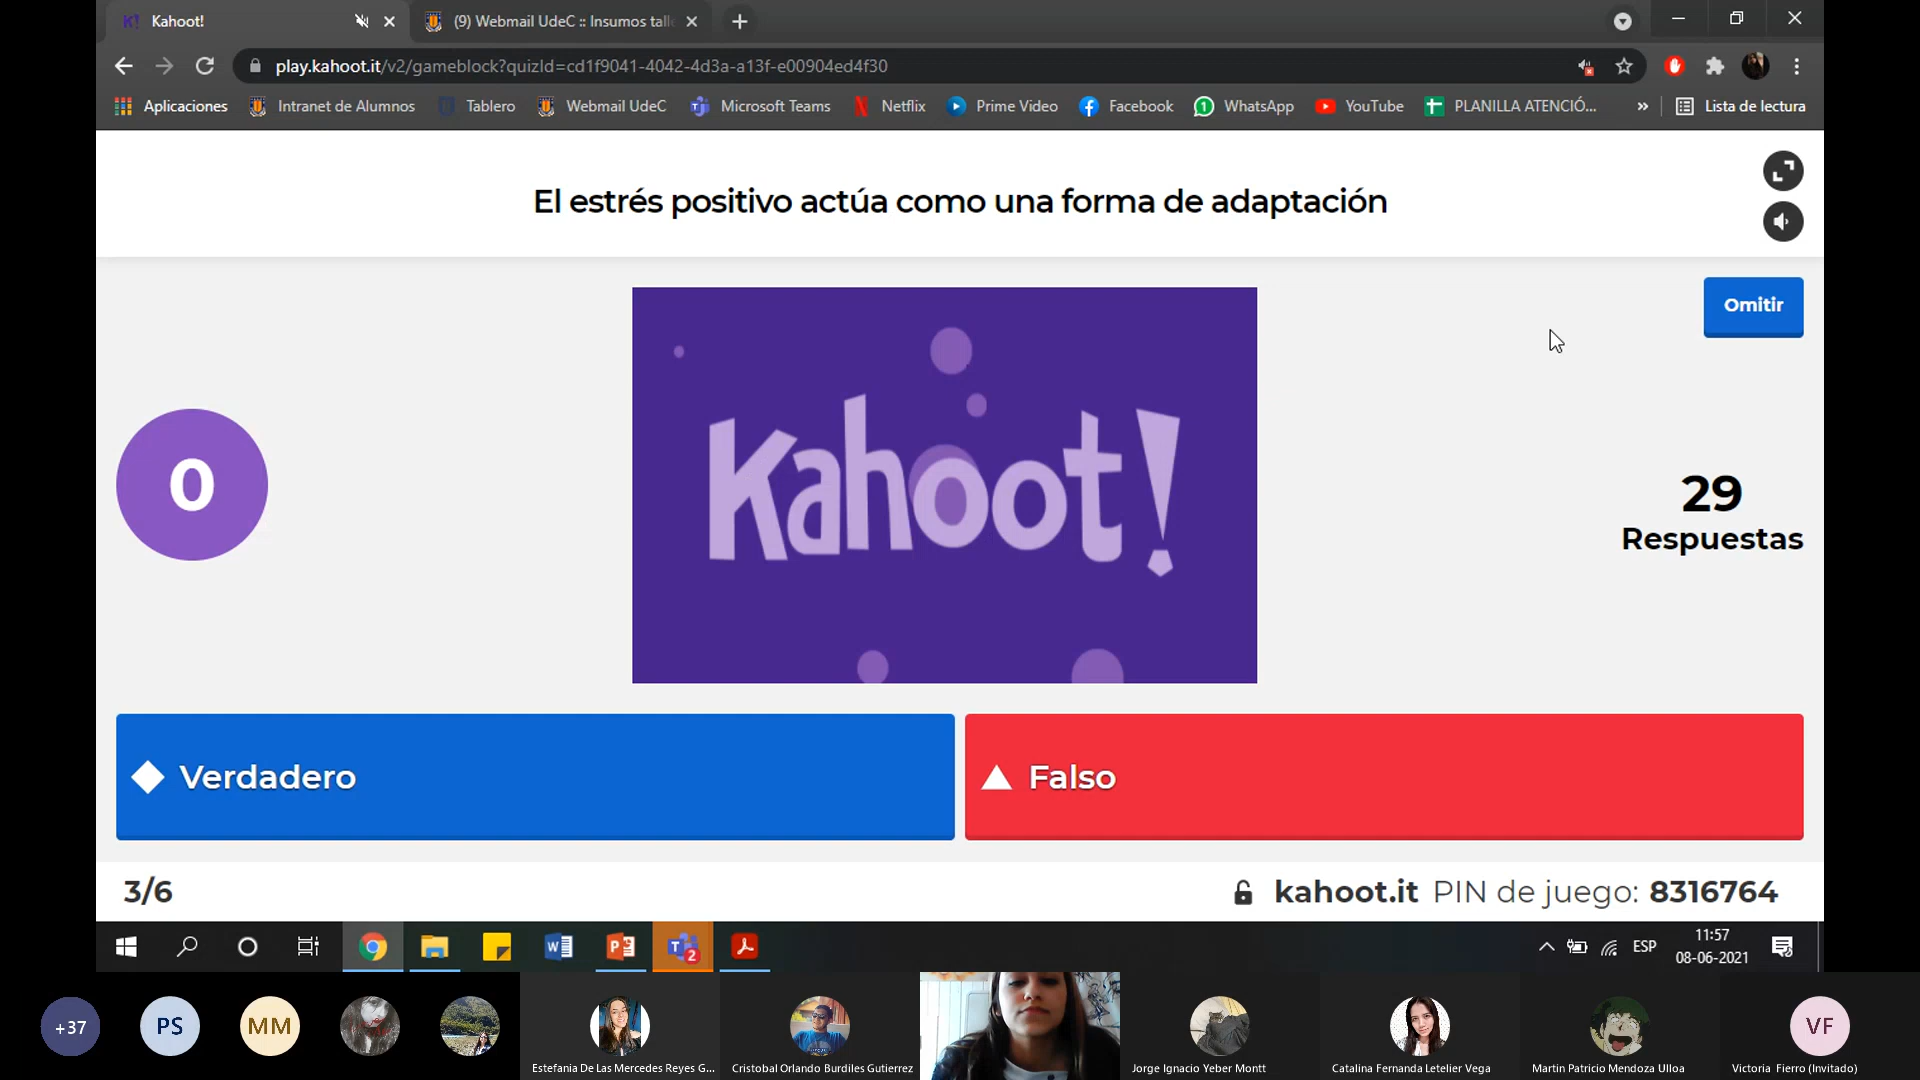 Kahoot!
(9) Webmail UdeC :: Insumos talle
play.kahoot.it/v2/gameblock?quizId=cd1f9041-4042-4d3a-a13f-e00904ed4f30
Aplicaciones Intranet de Alumnos Tablero Webmail UdeC Microsoft Teams Netflix Prime Video Facebook WhatsApp YouTube PLANILLA ATENCIÓ... » Lista de lectura
El estrés positivo actúa como una forma de adaptación
Omitir
0
Kahoot!
29
Respuestas
Verdadero
Falso
3/6
kahoot.it PIN de juego: 8316764
ESP
11:57
08-06-2021
+37
PS
MM
VF
Estefania De Las Mercedes Reyes G... Cristobal Orlando Burdiles Gutierrez Jorge Ignacio Yeber Montt Catalina Fernanda Letelier Vega Martin Patricio Mendoza Ulloa Victoria Fierro (Invitado)